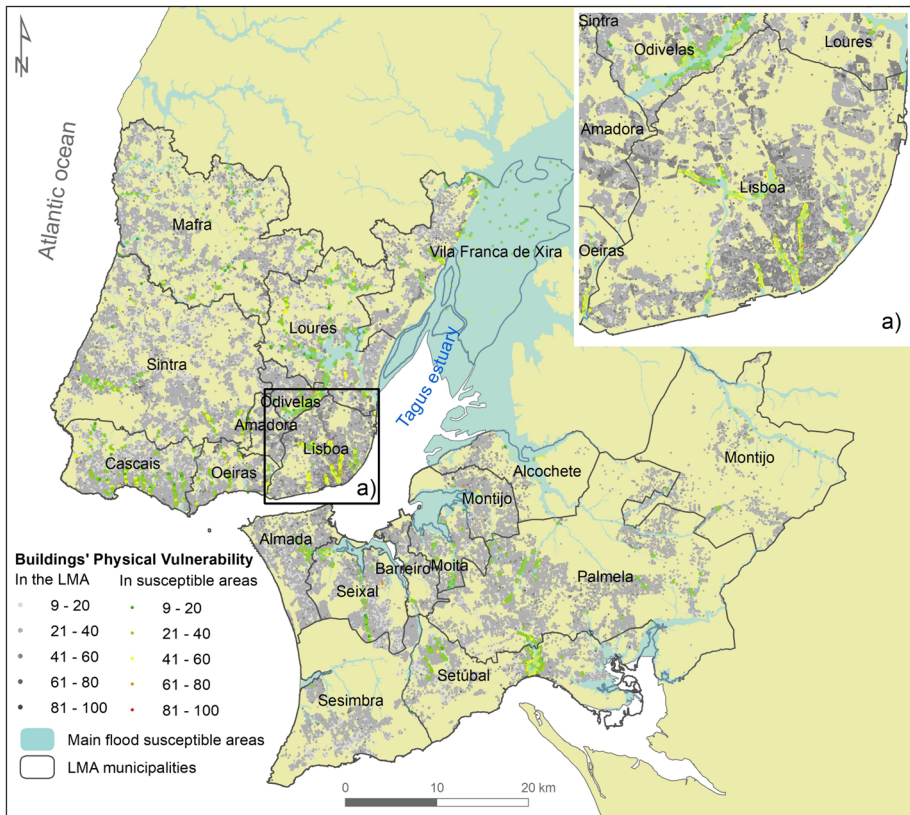 N
Atlantic ocean
Mafra
Sintra
Loures
Vila Franca de Xira
Odivelas
Amadora
Lisboa
Cascais
Oeiras
a)
Tagus estuary
Alcochete
Montijo
Montijo
Almada
Barreiro
Moita
Seixal
Palmela
Setúbal
Sesimbra
Sintra
Odivelas
Loures
Amadora
Lisboa
Oeiras
a)
Buildings' Physical Vulnerability
In the LMA In susceptible areas
9 - 20 9 - 20
21 - 40 21 - 40
41 - 60 41 - 60
61 - 80 61 - 80
81 - 100 81 - 100
Main flood susceptible areas
LMA municipalities
0 10 20 km